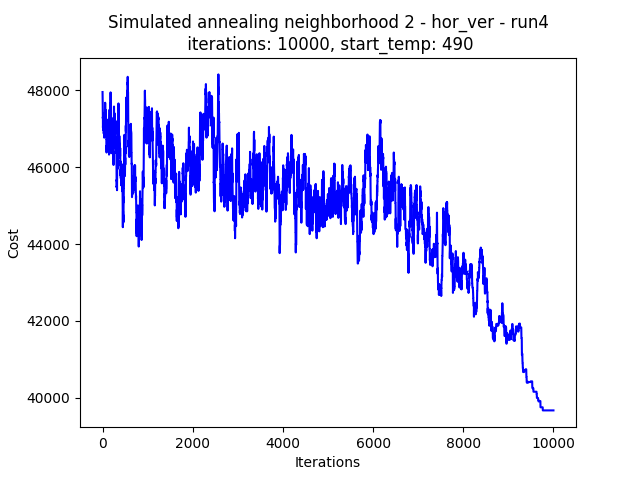 Simulated annealing neighborhood 2 - hor_ver - run4
iterations: 10000, start_temp: 490
48000
46000
44000
42000
40000
Cost
0 2000 4000 6000 8000 10000
Iterations